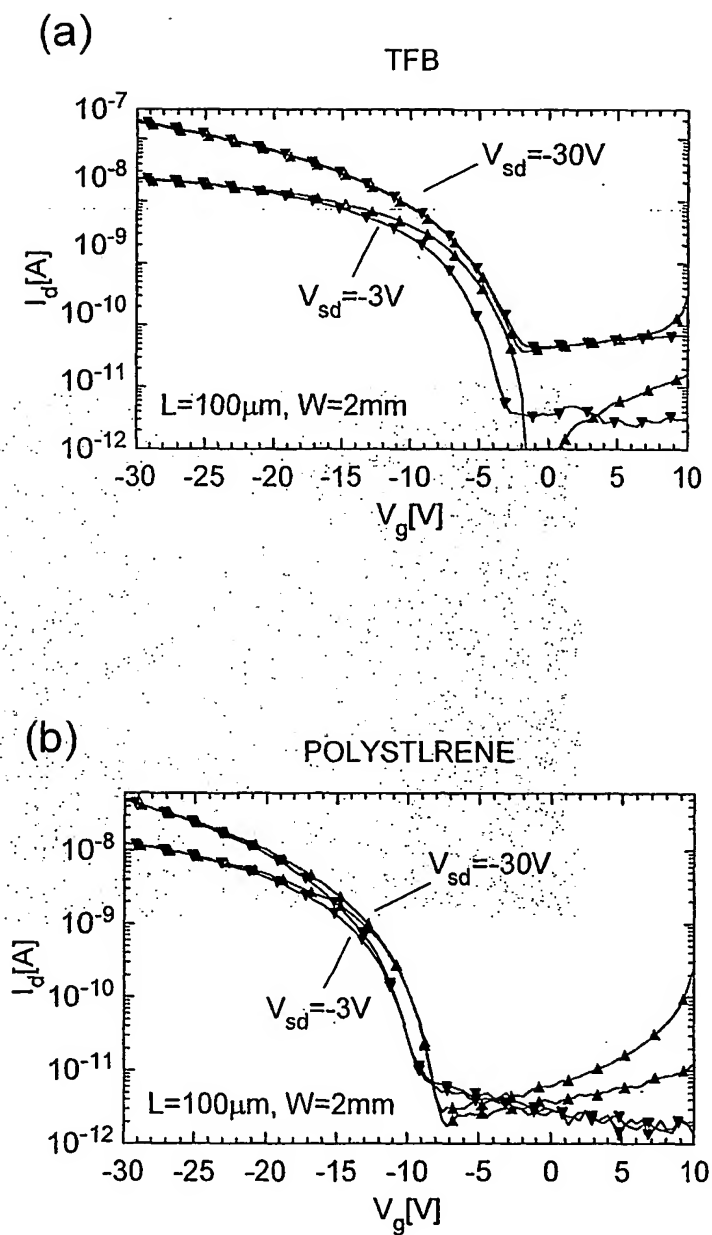 (a)
TFB
10-7
10-8
10-9
10-10
10-11
10-12
Id[A]
Vsd=-30V
Vsd=-3V
L=100μm, W=2mm
-30 -25 -20 -15 -10 -5 0 5 10
Vg[V]
(b)
POLYSTLRENE
10-8
10-9
10-10
10-11
10-12
Id[A]
Vsd=-30V
Vsd=-3V
L=100μm, W=2mm
-30 -25 -20 -15 -10 -5 0 5 10
Vg[V]